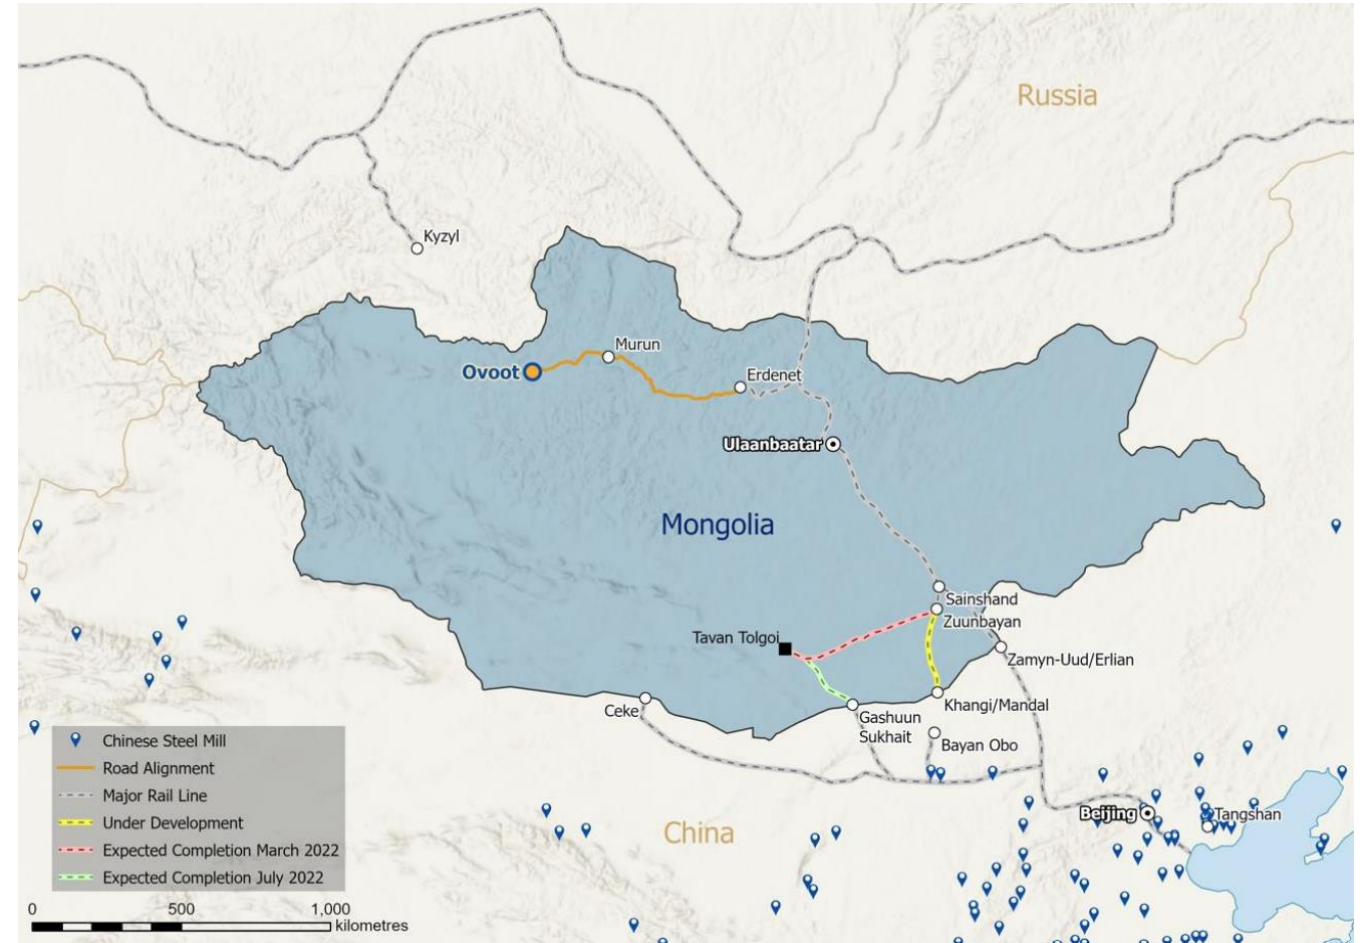 Russia
Kyzyl
Murun
Ovoot
Erdenet
Ulaanbaatar
Mongolia
Sainshand
Zuunbayan
Tavan Tolgoi
Zamyn-Uud/Erlian
Khangi/Mandal
Ceke
Gashuun
Sukhait
Bayan Obo
Beijing
Tangshan
China
Chinese Steel Mill
Road Alignment
Major Rail Line
Under Development
Expected Completion March 2022
Expected Completion July 2022
0 500 1,000
kilometres